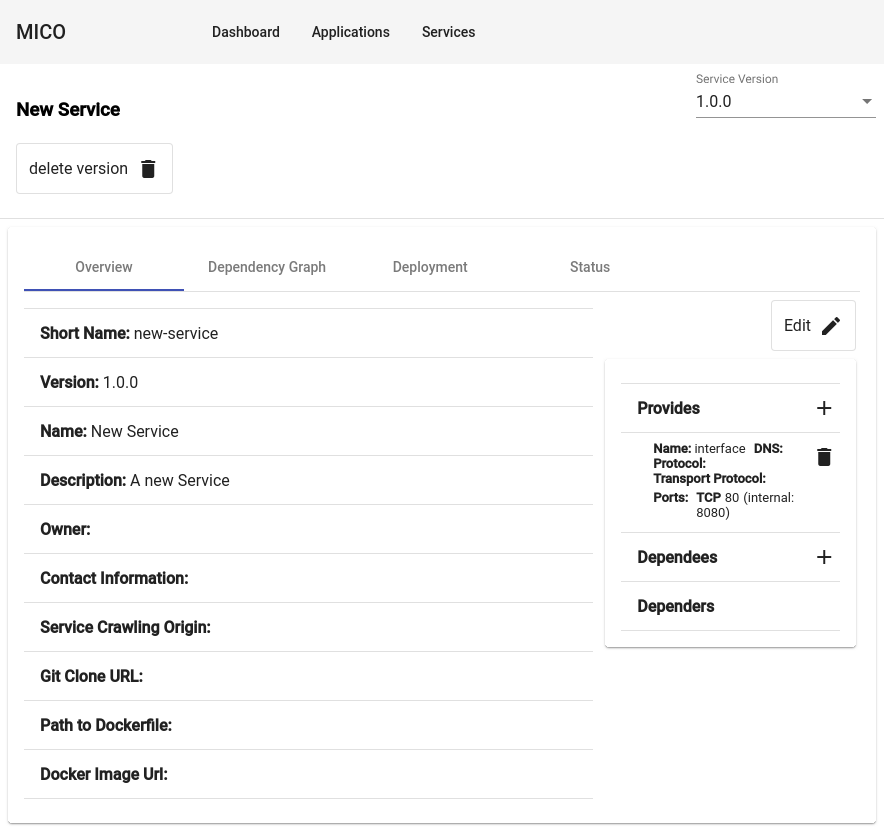 MICO Dashboard Applications Services
Service Version
1.0.0
New Service
delete version
Overview Dependency Graph Deployment Status
Short Name: new-service
Version: 1.0.0
Name: New Service
Description: A new Service
Owner:
Contact Information:
Service Crawling Origin:
Git Clone URL:
Path to Dockerfile:
Docker Image Url:
Edit
Provides
Name: interface DNS:
Protocol:
Transport Protocol:
Ports: TCP 80 (internal:
8080)
Dependees
Dependers